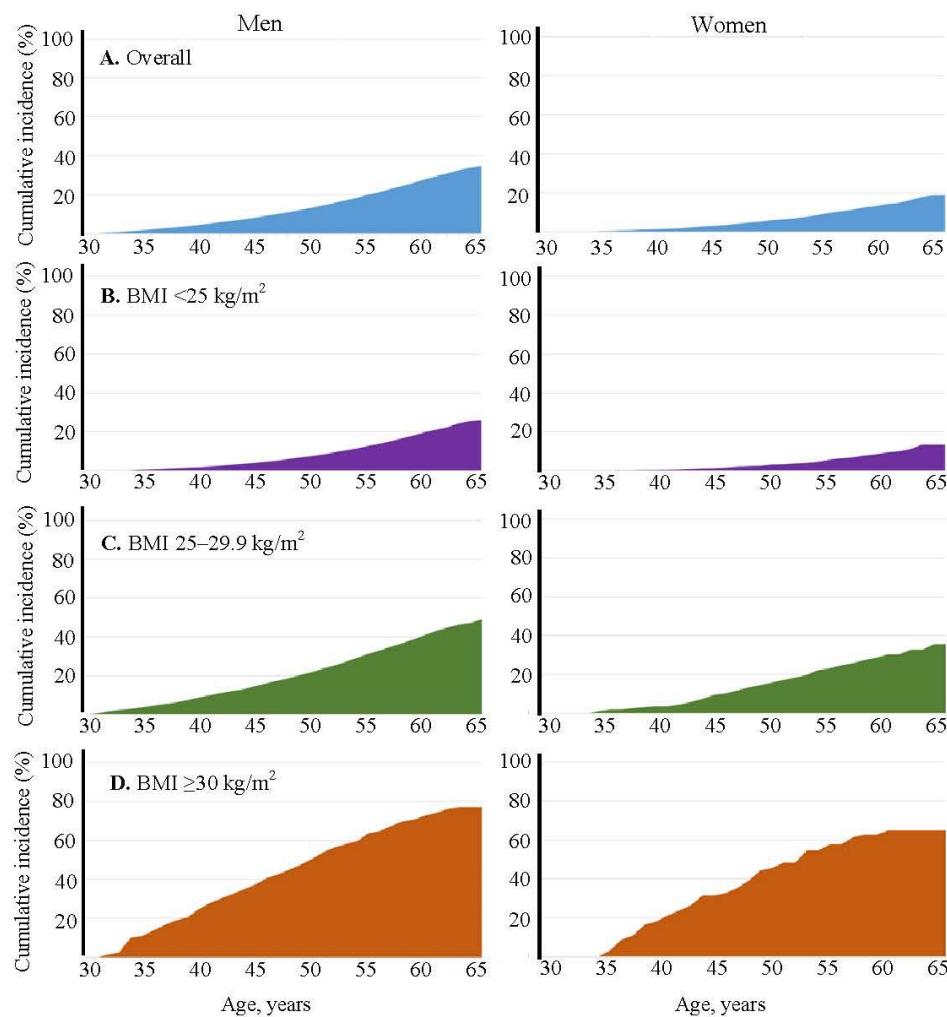 Men
Women
Cumulative incidence (%)
A. Overall
100
80
60
40
20
30 35 40 45 50 55 60 65
100
80
60
40
20
30 35 40 45 50 55 60 65
Cumulative incidence (%)
B. BMI <25 kg/m²
100
80
60
40
20
30 35 40 45 50 55 60 65
100
80
60
40
20
30 35 40 45 50 55 60 65
Cumulative incidence (%)
C. BMI 25–29.9 kg/m²
100
80
60
40
20
30 35 40 45 50 55 60 65
100
80
60
40
20
30 35 40 45 50 55 60 65
Cumulative incidence (%)
D. BMI ≥30 kg/m²
100
80
60
40
20
30 35 40 45 50 55 60 65
Age, years
100
80
60
40
20
30 35 40 45 50 55 60 65
Age, years